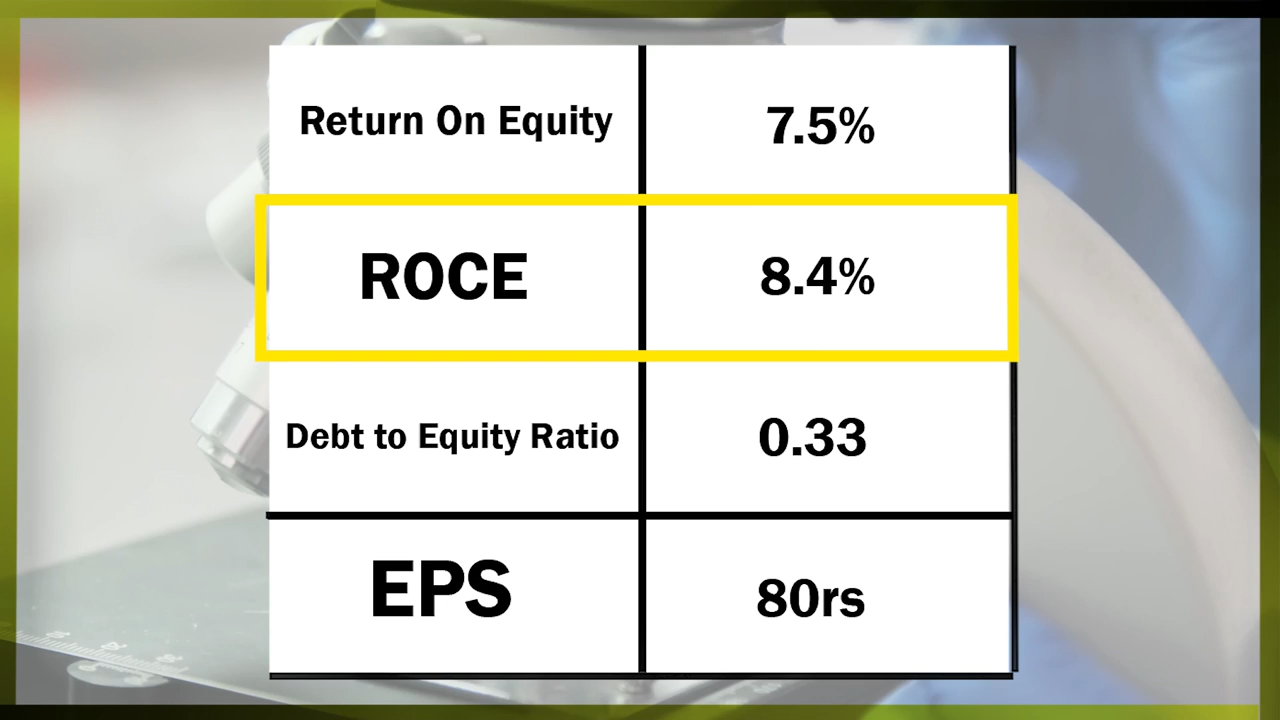 Return On Equity 7.5%
ROCE 8.4%
Debt to Equity Ratio 0.33
EPS 80rs